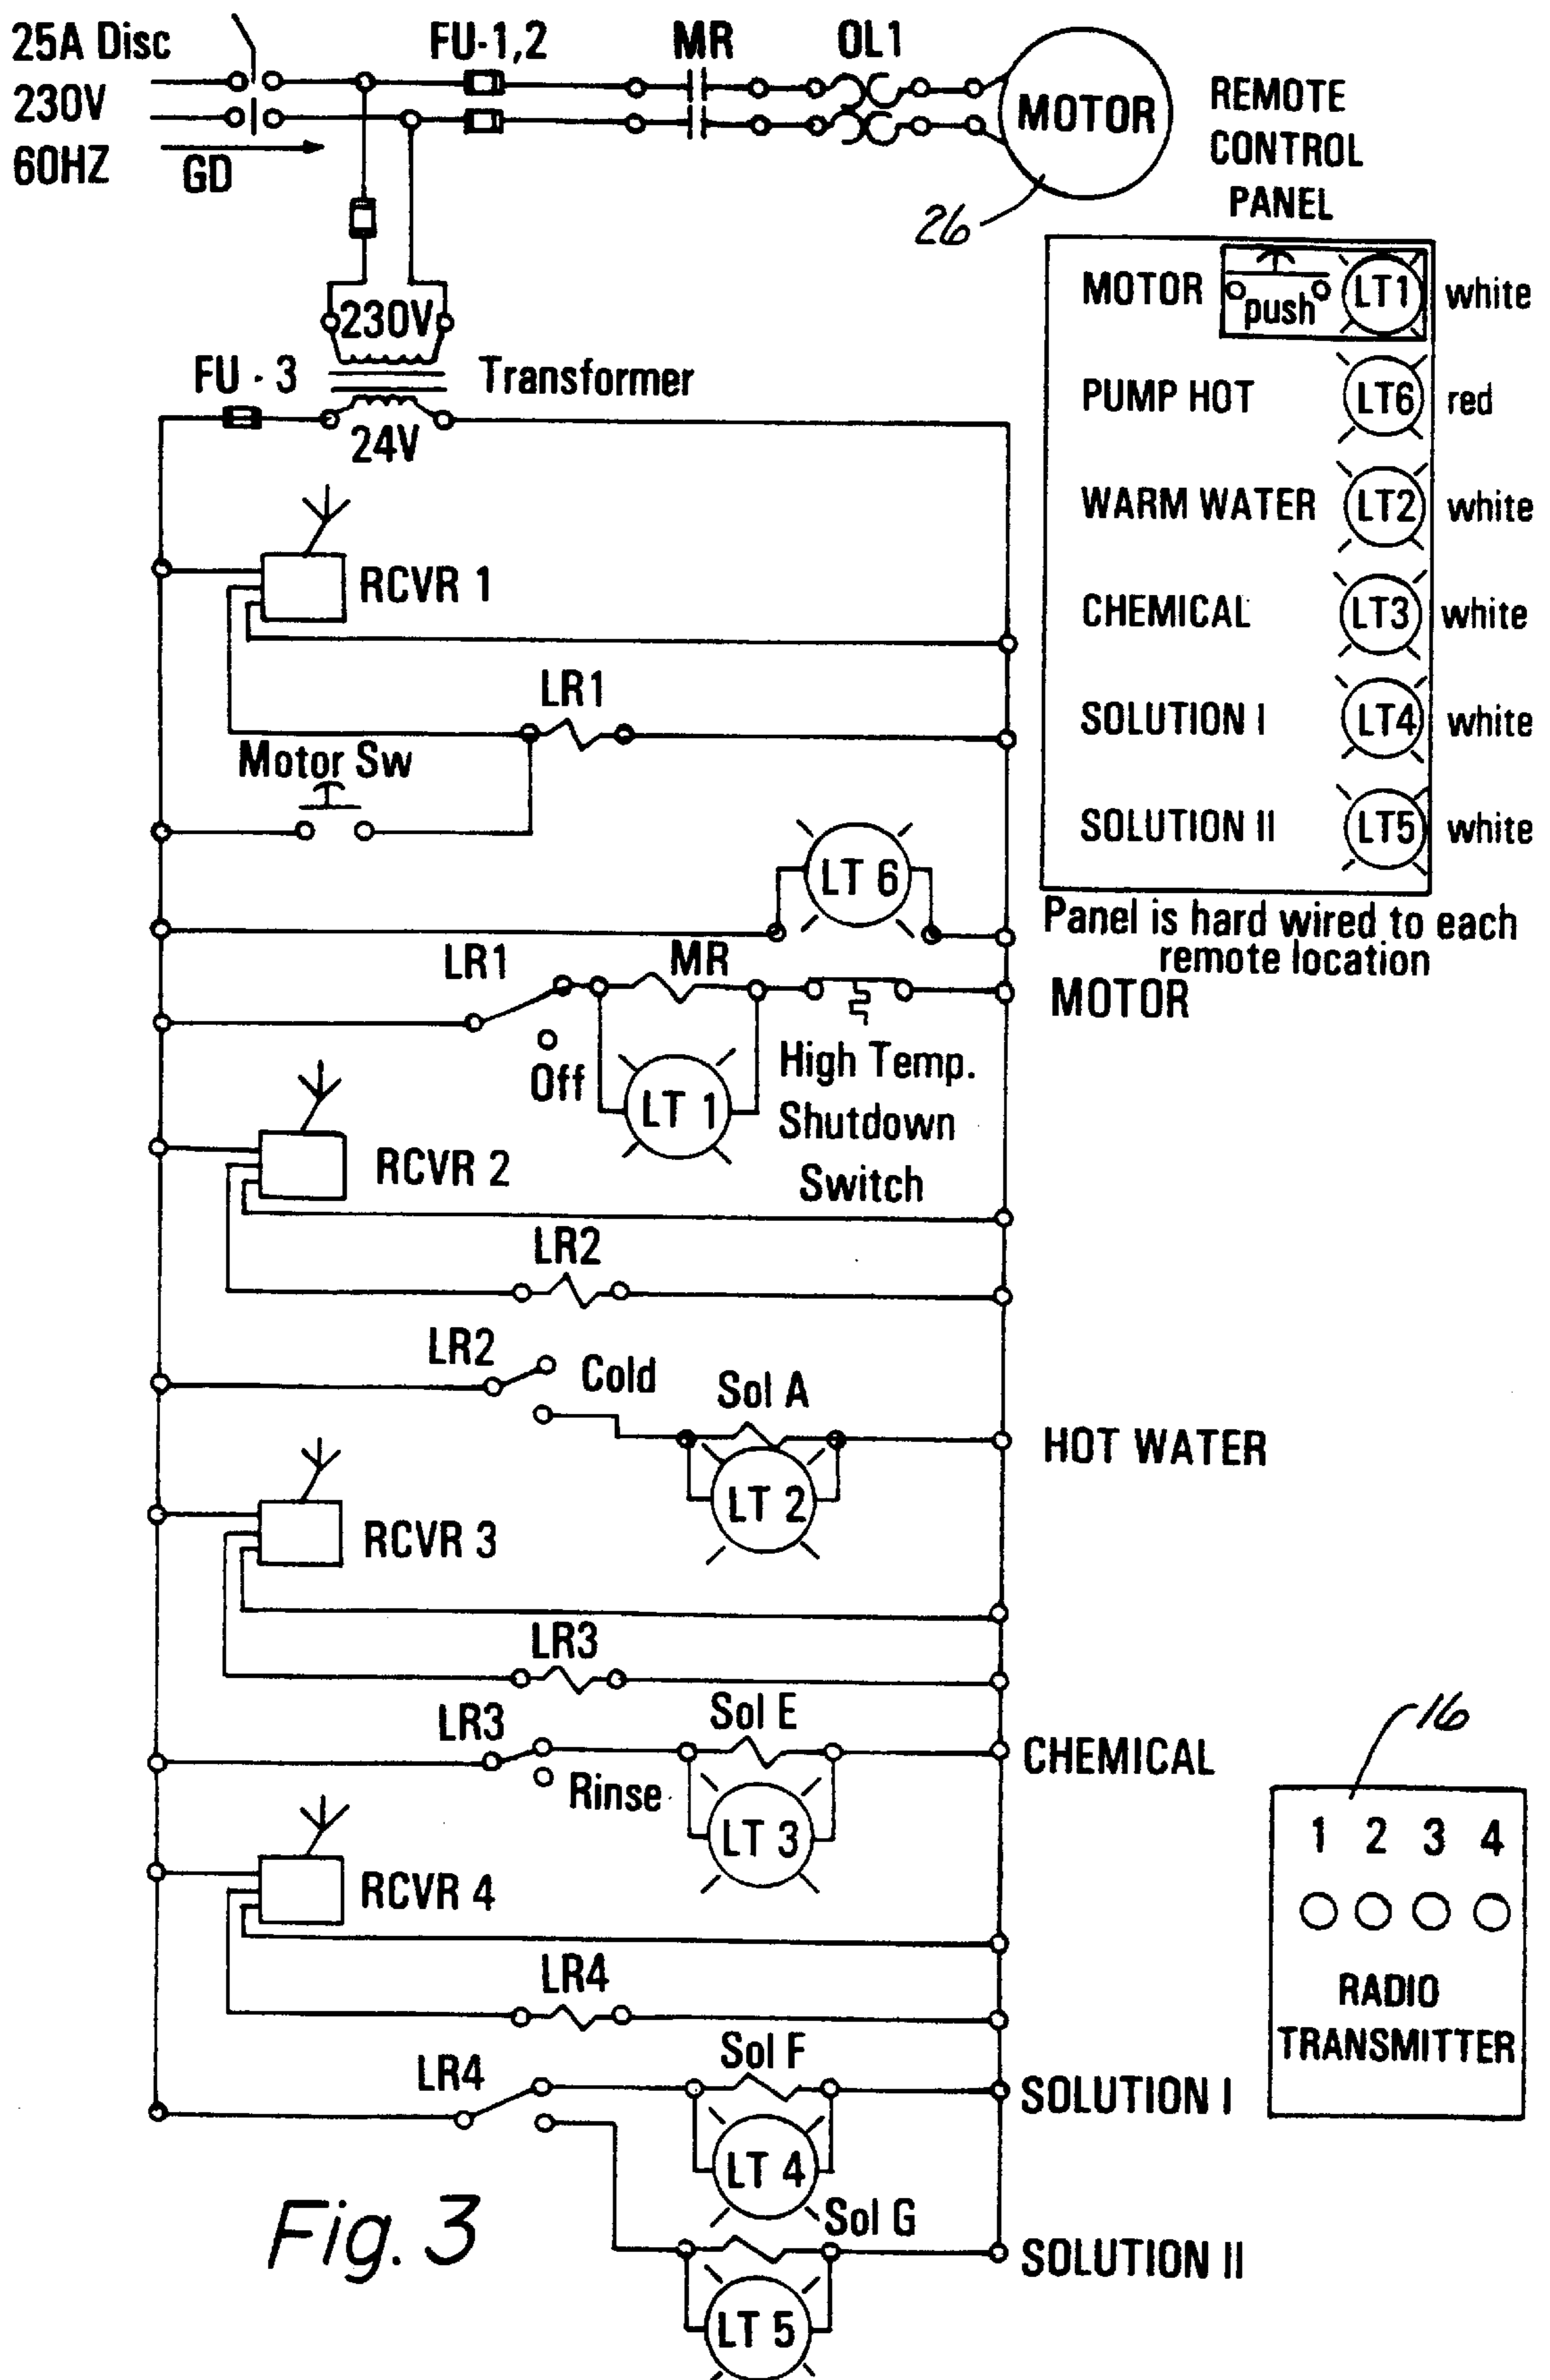 25A Disc
230V
60HZ
GD
FU-1,2
MR
OL1
MOTOR
26
REMOTE
CONTROL
PANEL
MOTOR push LT1 white
PUMP HOT LT6 red
WARM WATER LT2 white
CHEMICAL LT3 white
SOLUTION I LT4 white
SOLUTION II LT5 white
Panel is hard wired to each
remote location
230V
FU - 3
Transformer
24V
RCVR 1
LR1
Motor Sw
LT 6
LR1
MR
MOTOR
Off
LT 1
High Temp.
Shutdown
Switch
RCVR 2
LR2
LR2
Cold
Sol A
HOT WATER
LT 2
RCVR 3
LR3
LR3
Rinse
Sol E
CHEMICAL
LT 3
RCVR 4
LR4
LR4
Sol F
SOLUTION I
LT 4
Sol G
SOLUTION II
LT 5
16
1 2 3 4
RADIO
TRANSMITTER
Fig. 3